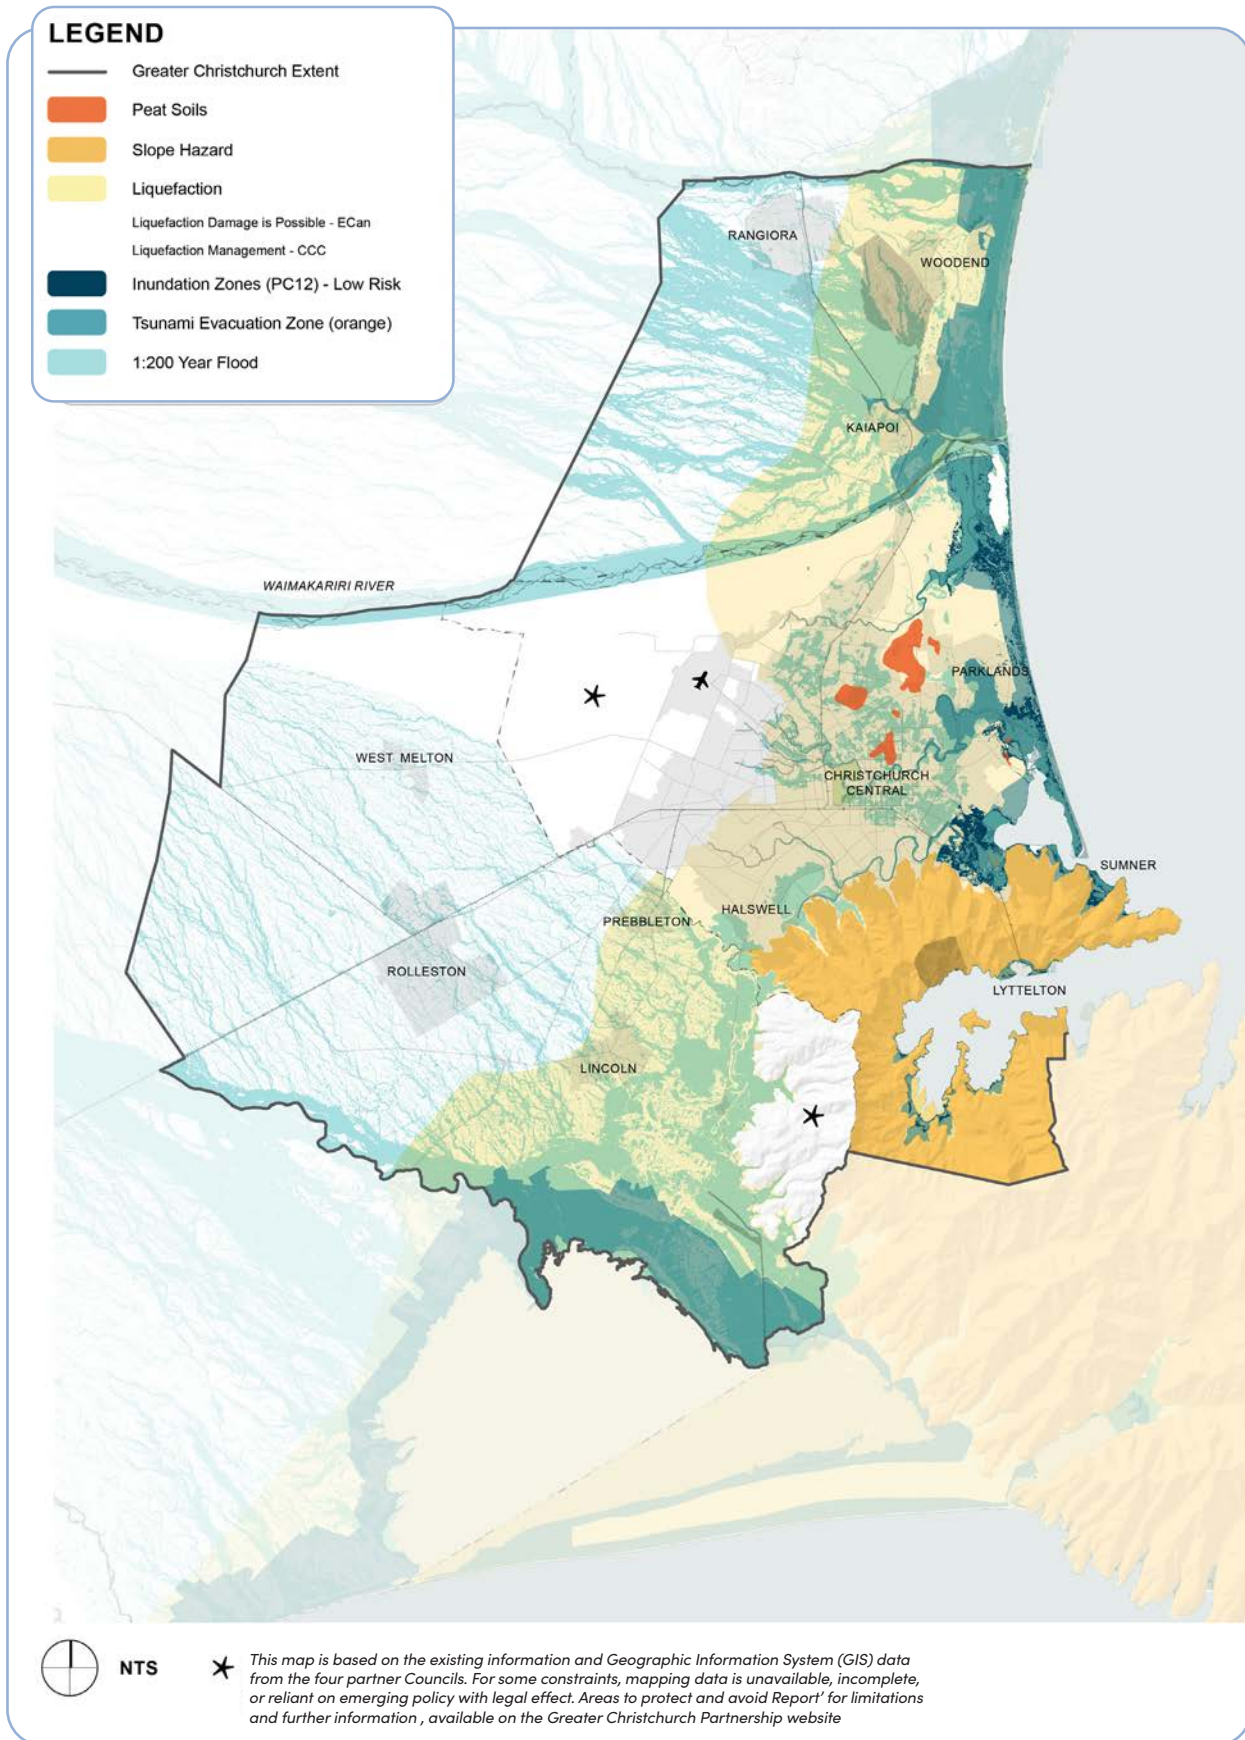 LEGEND
Greater Christchurch Extent
Peat Soils
Slope Hazard
Liquefaction
Liquefaction Damage is Possible - ECan
Liquefaction Management - CCC
Inundation Zones (PC12) - Low Risk
Tsunami Evacuation Zone (orange)
1:200 Year Flood
RANGIORA
WOODEND
KAIAPOI
WAIMAKARIRI RIVER
PARKLANDS
WEST MELTON
CHRISTCHURCH
CENTRAL
SUMNER
HALSWELL
PREBBLETON
ROLLESTON
LYTTELTON
LINCOLN
NTS
This map is based on the existing information and Geographic Information System (GIS) data
from the four partner Councils. For some constraints, mapping data is unavailable, incomplete,
or reliant on emerging policy with legal effect. Areas to protect and avoid Report’ for limitations
and further information , available on the Greater Christchurch Partnership website